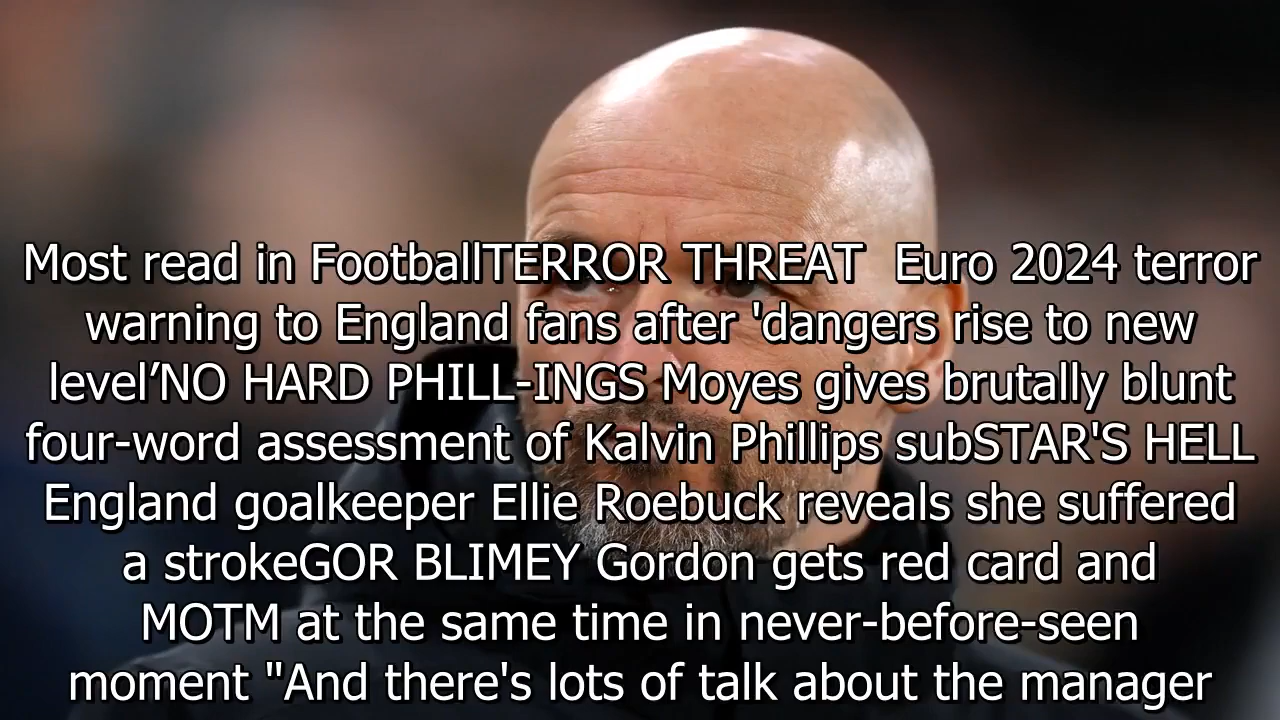 Most read in FootballTERROR THREAT  Euro 2024 terror
warning to England fans after 'dangers rise to new
level’NO HARD PHILL-INGS Moyes gives brutally blunt
four-word assessment of Kalvin Phillips subSTAR'S HELL
England goalkeeper Ellie Roebuck reveals she suffered
a strokeGOR BLIMEY Gordon gets red card and
MOTM at the same time in never-before-seen
moment "And there's lots of talk about the manager